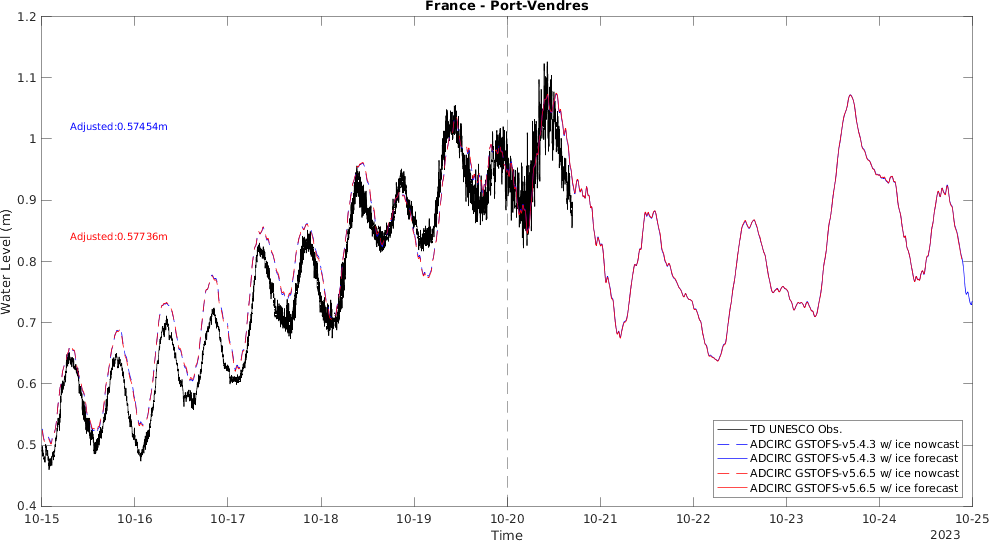 France - Port-Vendres
1.2
1.1
1
0.9
0.8
0.7
0.6
0.5
0.4
Water Level (m)
Adjusted:0.57454m
Adjusted:0.57736m
TD UNESCO Obs.
ADCIRC GSTOFS-v5.4.3 w/ ice nowcast
ADCIRC GSTOFS-v5.4.3 w/ ice forecast
ADCIRC GSTOFS-v5.6.5 w/ ice nowcast
ADCIRC GSTOFS-v5.6.5 w/ ice forecast
10-15 10-16 10-17 10-18 10-19 10-20 10-21 10-22 10-23 10-24 10-25
Time
2023